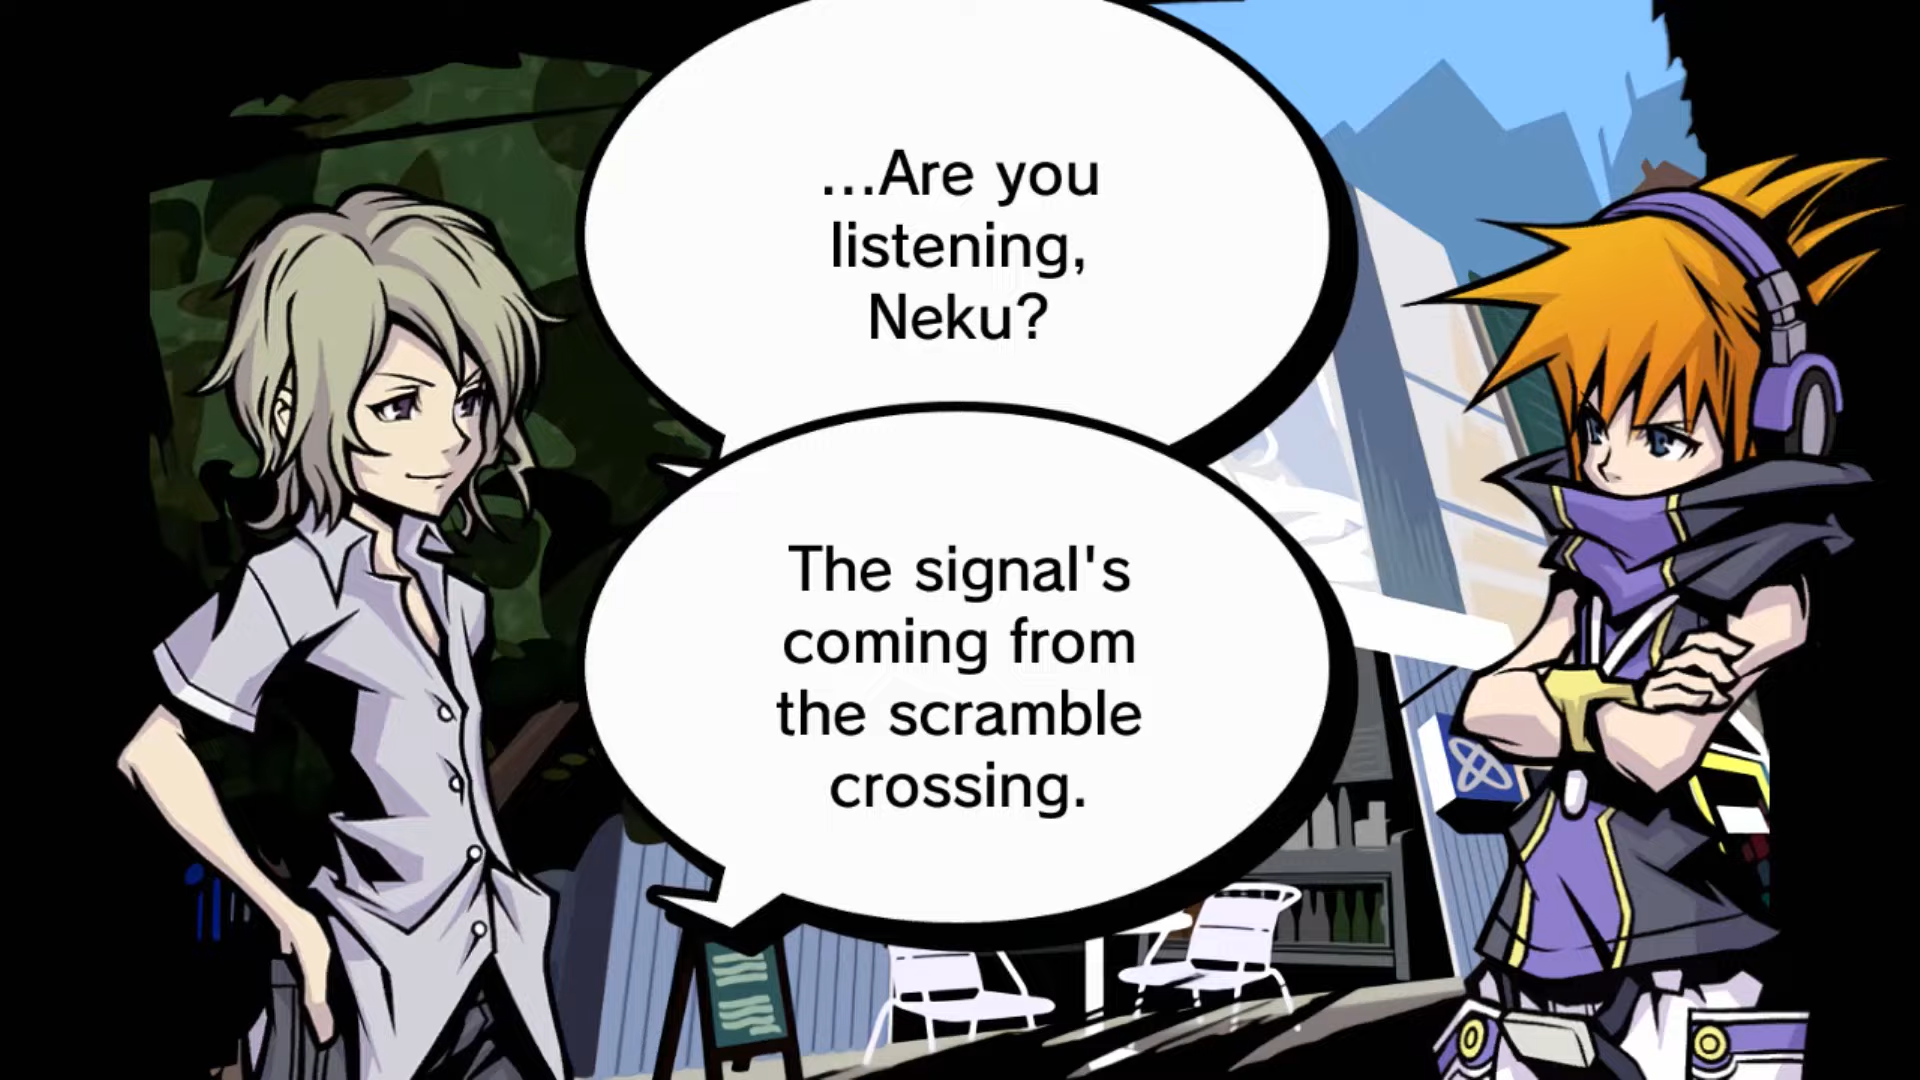 ...Are you
listening,
Neku?
The signal's
coming from
the scramble
crossing.